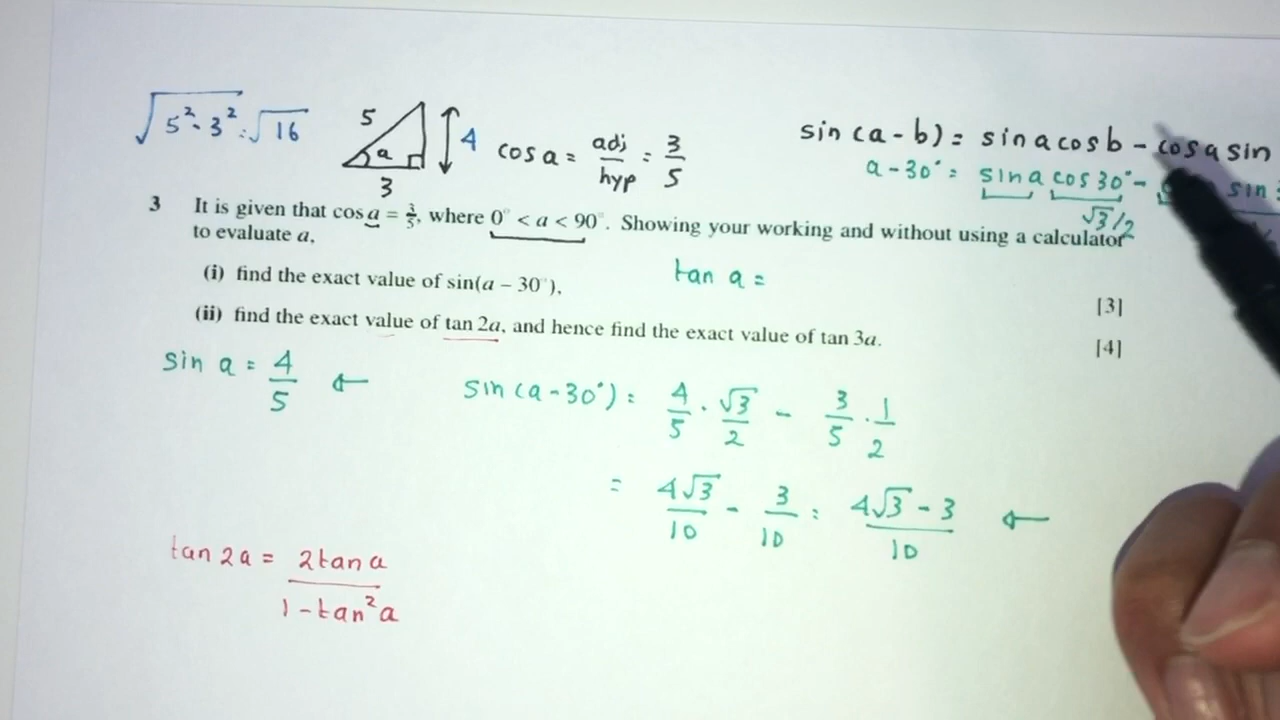 √5² - 3² = √16
5
a
4
3
cos a = adj/hyp = 3/5
sin(a - b) = sin a cos b - cos a sin
a - 30° = sin a cos 30° - sin
√3/2
3 It is given that cos a = 3/5, where 0° < a < 90°. Showing your working and without using a calculator
to evaluate a,
(i) find the exact value of sin(a − 30°), [3]
tan a =
(ii) find the exact value of tan 2a, and hence find the exact value of tan 3a. [4]
sin a = 4/5 ←
sin(a - 30°) = 4/5 · √3/2 - 3/5 · 1/2
= 4√3/10 - 3/10 = 4√3 - 3/10 ←
tan 2a = 2 tan a/1 - tan² a